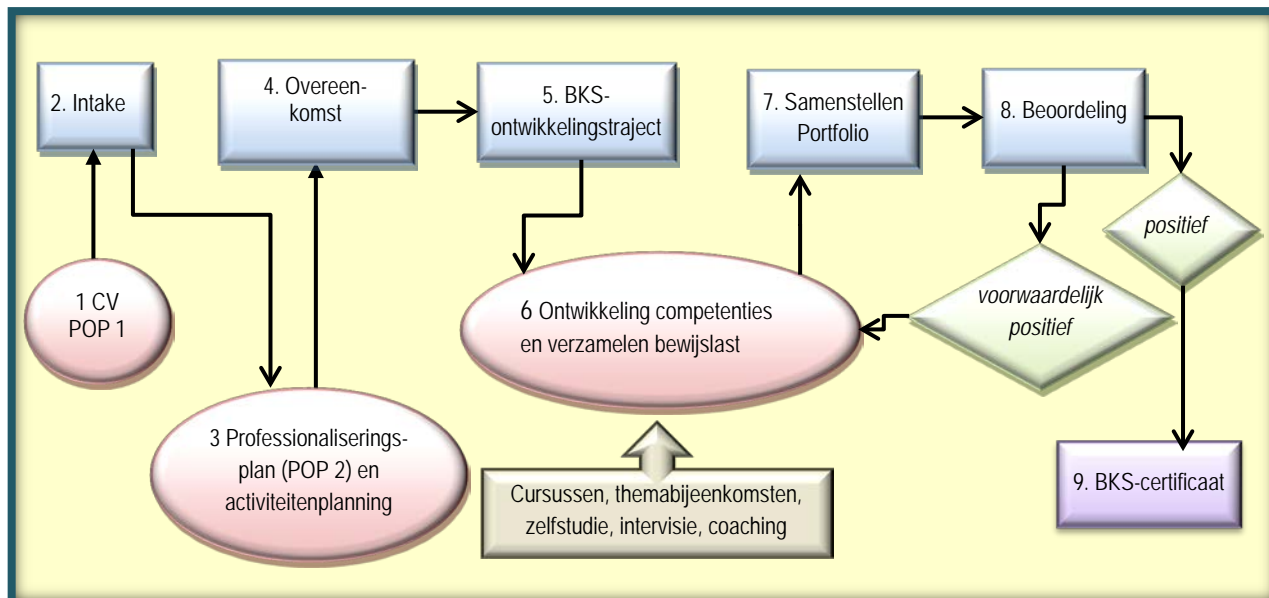 1 CV
POP 1
2. Intake
3 Professionaliserings-
plan (POP 2) en
activiteitenplanning
4. Overeen-
komst
5. BKS-
ontwikkelingstraject
6 Ontwikkeling competenties
en verzamelen bewijslast
Cursussen, themabijeenkomsten,
zelfstudie, intervisie, coaching
7. Samenstellen
Portfolio
8. Beoordeling
voorwaardelijk
positief
positief
9. BKS-certificaat